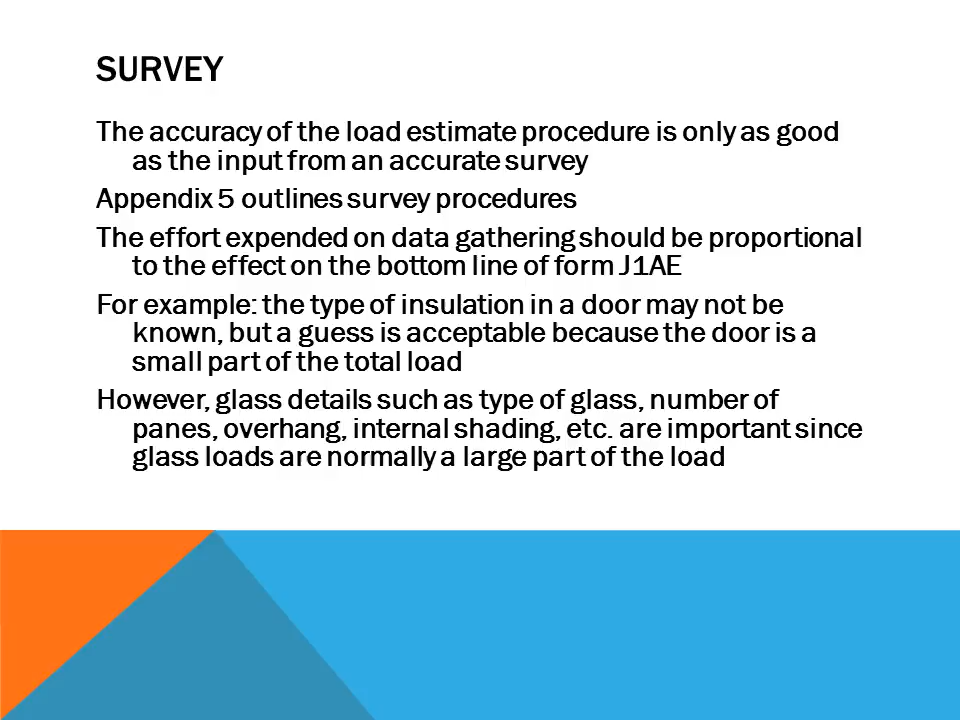 SURVEY
The accuracy of the load estimate procedure is only as good
as the input from an accurate survey
Appendix 5 outlines survey procedures
The effort expended on data gathering should be proportional
to the effect on the bottom line of form J1AE
For example: the type of insulation in a door may not be
known, but a guess is acceptable because the door is a
small part of the total load
However, glass details such as type of glass, number of
panes, overhang, internal shading, etc. are important since
glass loads are normally a large part of the load